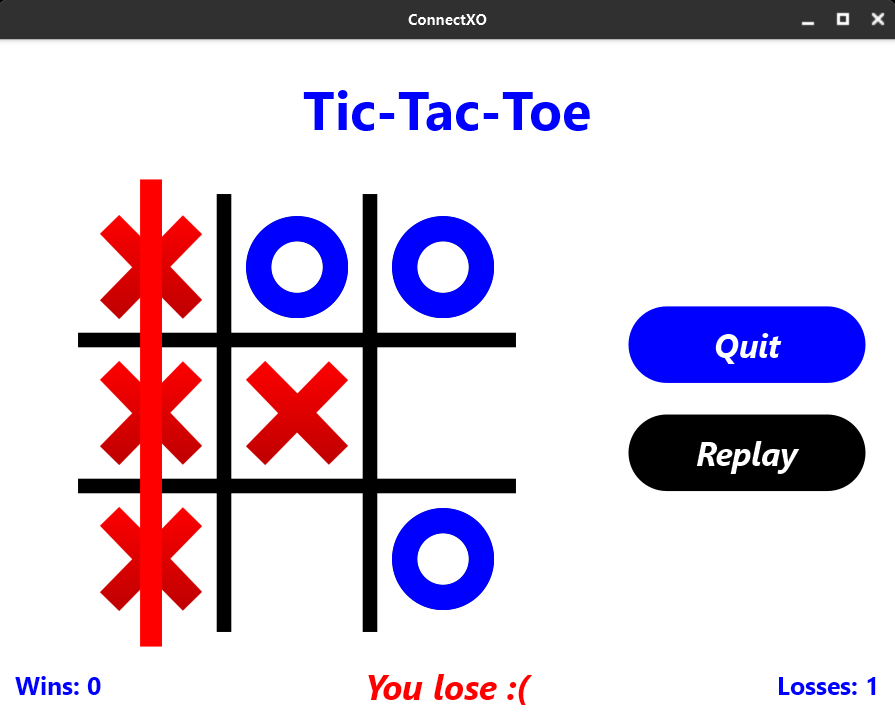 ConnectXO
Tic-Tac-Toe
Quit
Replay
Wins: 0
You lose :(
Losses: 1